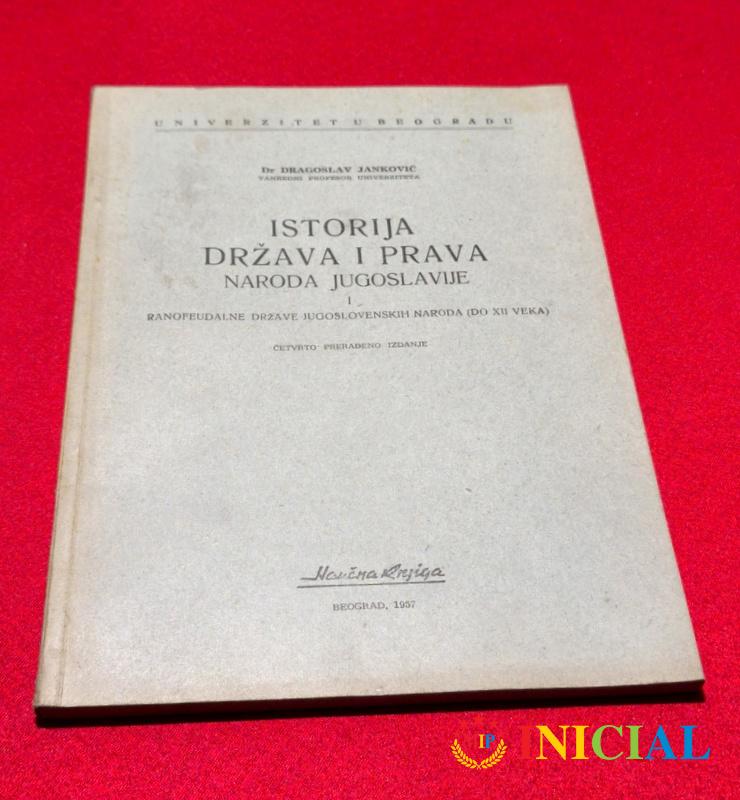 UNIVERZITET U BEOGRADU
Dr DRAGOSLAV JANKOVIĆ
VANREDNI PROFESOR UNIVERZITETA
ISTORIJA
DRŽAVA I PRAVA
NARODA JUGOSLAVIJE
I
RANOFEUDALNE DRŽAVE JUGOSLOVENSKIH NARODA (DO XII VEKA)
ČETVRTO PRERAĐENO IZDANJE
Naučna Knjiga
BEOGRAD, 1957
IP INICIAL